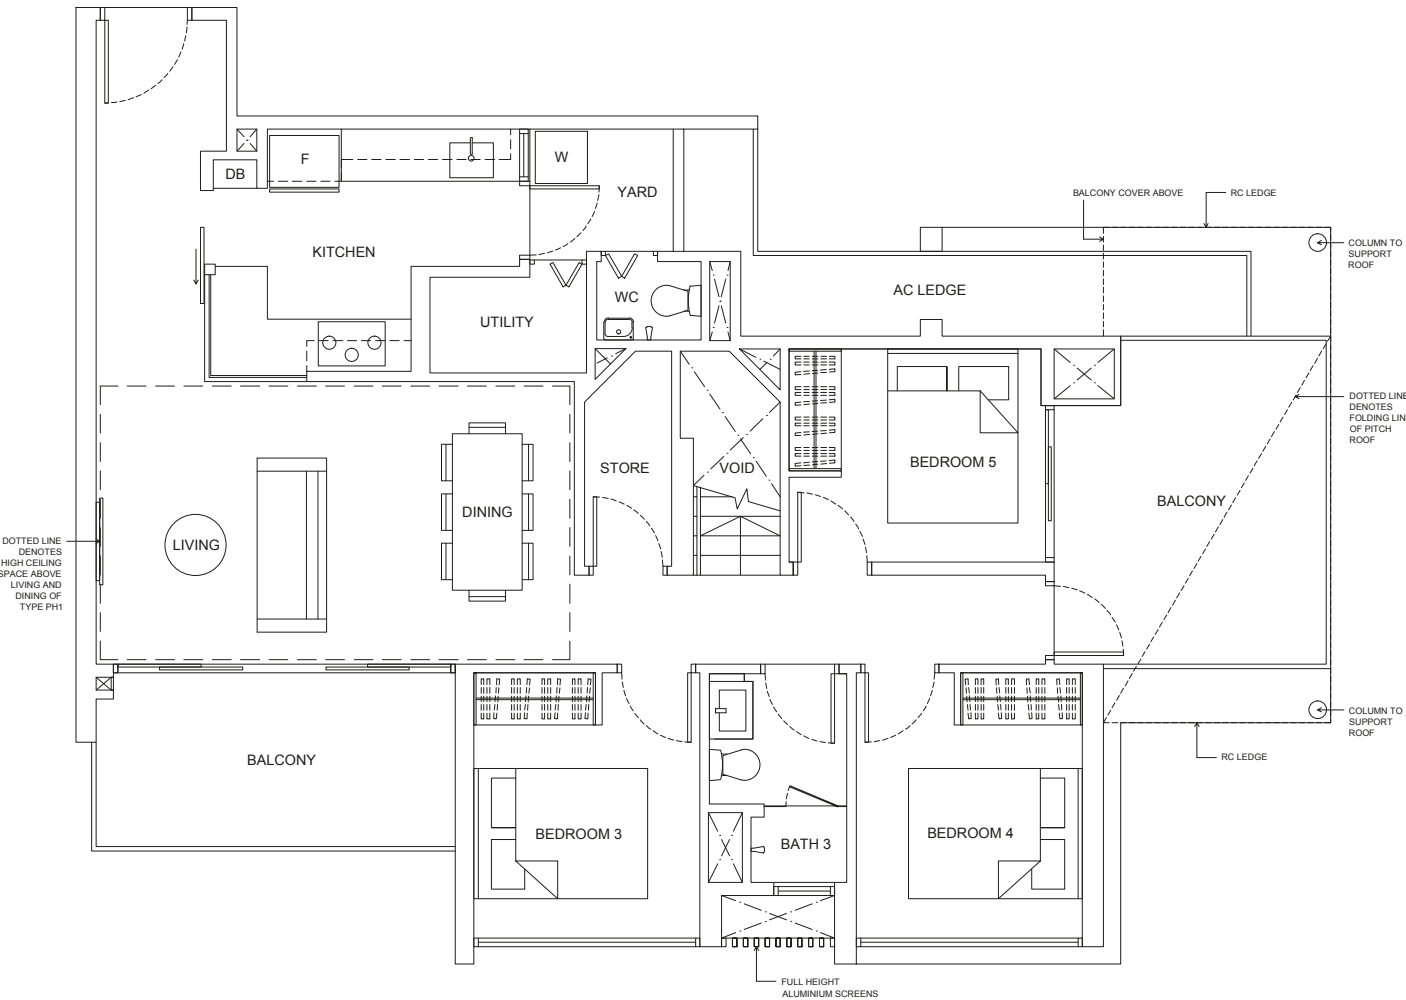 F
W
DB
YARD
BALCONY COVER ABOVE
RC LEDGE
KITCHEN
COLUMN TO
SUPPORT
ROOF
AC LEDGE
WC
UTILITY
DOTTED LINE
DENOTES
FOLDING LIN
OF PITCH
ROOF
STORE
VOID
BEDROOM 5
BALCONY
DINING
LIVING
DOTTED LINE
DENOTES
HIGH CEILING
SPACE ABOVE
LIVING AND
DINING OF
TYPE PH1
COLUMN TO
SUPPORT
ROOF
RC LEDGE
BALCONY
BEDROOM 3
BATH 3
BEDROOM 4
FULL HEIGHT
ALUMINIUM SCREENS